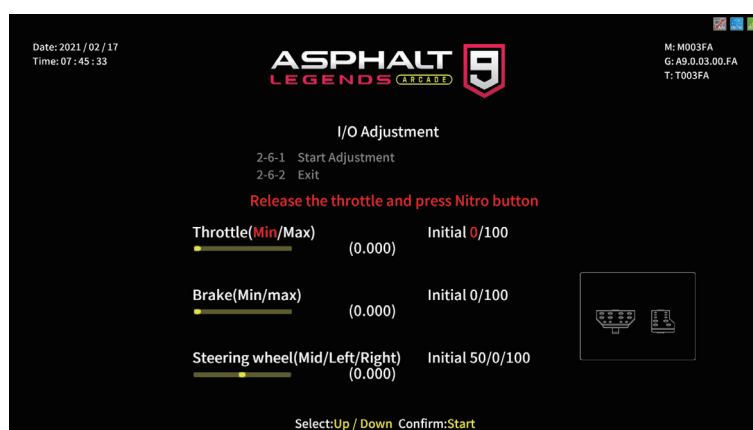 Date: 2021 / 02 / 17
Time: 07 : 45 : 33
ASPHALT 9
LEGENDS ARCADE
M: M003FA
G: A9.0.03.00.FA
T: T003FA
I/O Adjustment
2-6-1 Start Adjustment
2-6-2 Exit
Release the throttle and press Nitro button
Throttle(Min/Max) Initial 0/100
(0.000)
Brake(Min/max) Initial 0/100
(0.000)
Steering wheel(Mid/Left/Right) Initial 50/0/100
(0.000)
Select:Up / Down Confirm:Start